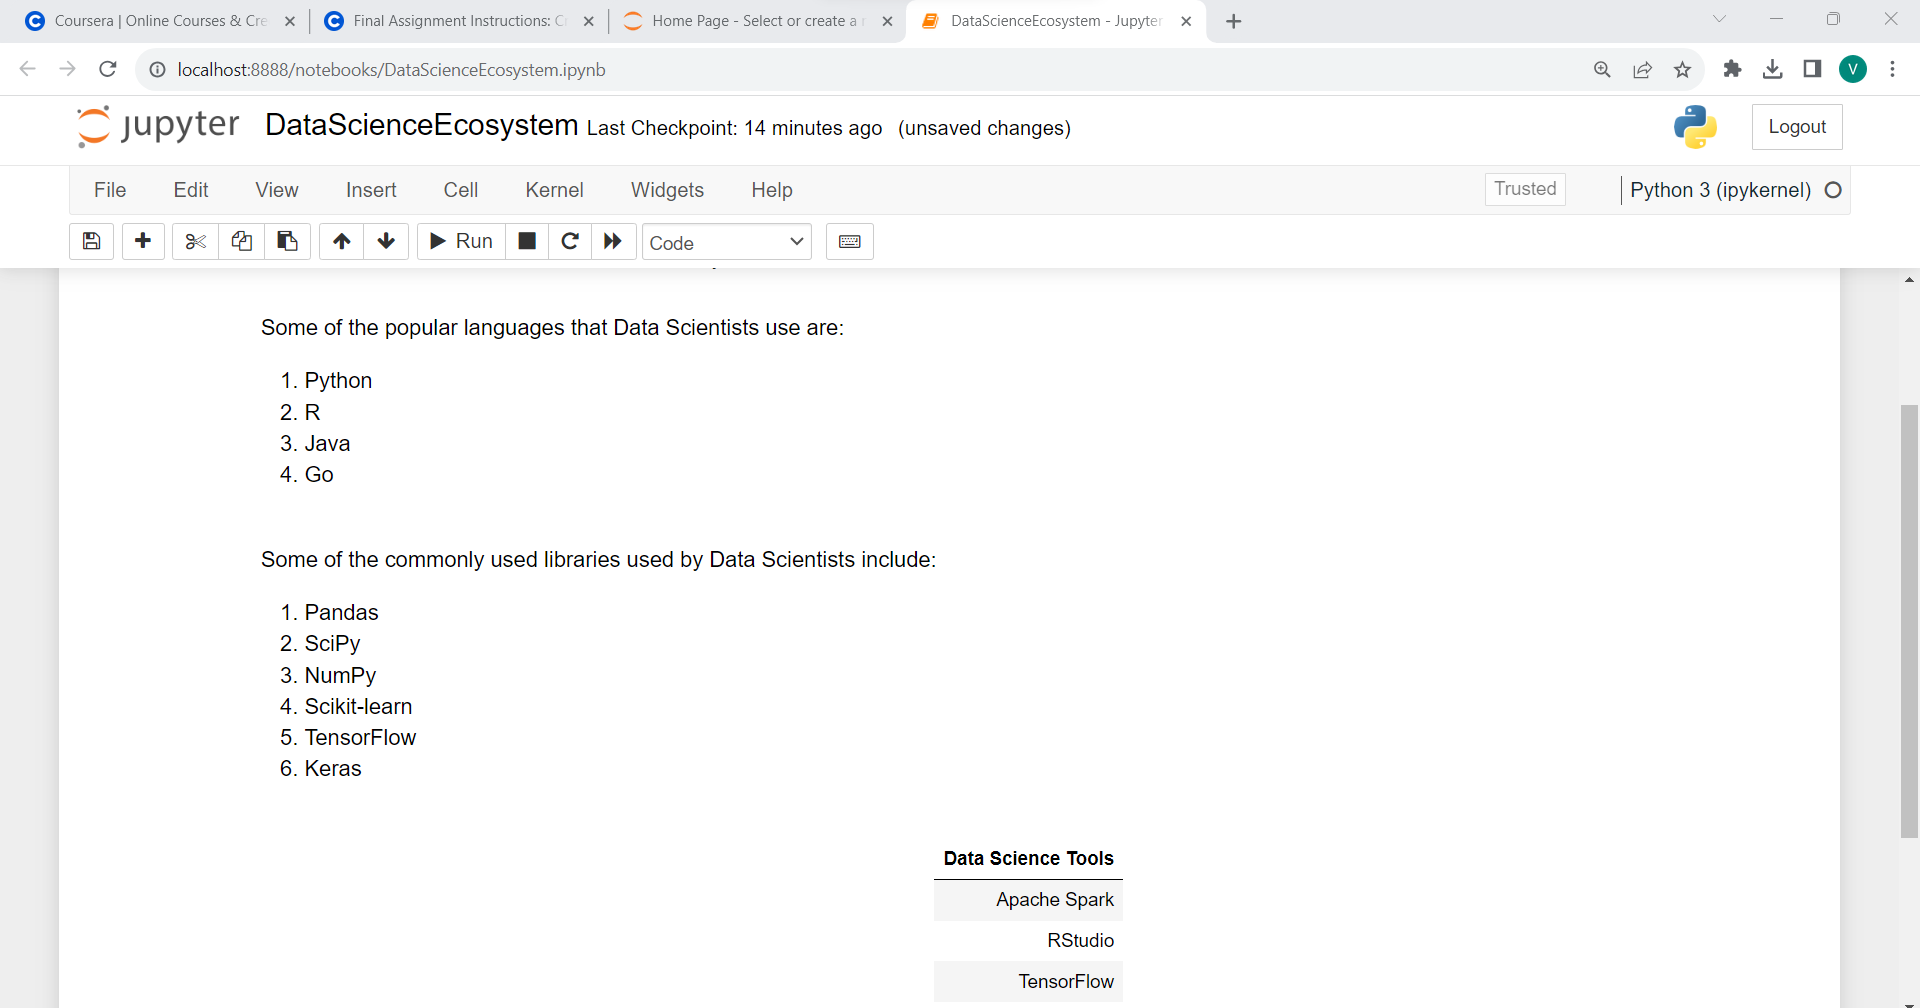 Coursera | Online Courses & Cre
Final Assignment Instructions: C
Home Page - Select or create a n
DataScienceEcosystem - Jupyter
localhost:8888/notebooks/DataScienceEcosystem.ipynb
V
jupyter DataScienceEcosystem Last Checkpoint: 14 minutes ago (unsaved changes)
Logout
File Edit View Insert Cell Kernel Widgets Help
Trusted
Python 3 (ipykernel)
Run
Code
Some of the popular languages that Data Scientists use are:
1. Python
2. R
3. Java
4. Go
Some of the commonly used libraries used by Data Scientists include:
1. Pandas
2. SciPy
3. NumPy
4. Scikit-learn
5. TensorFlow
6. Keras
Data Science Tools
Apache Spark
RStudio
TensorFlow